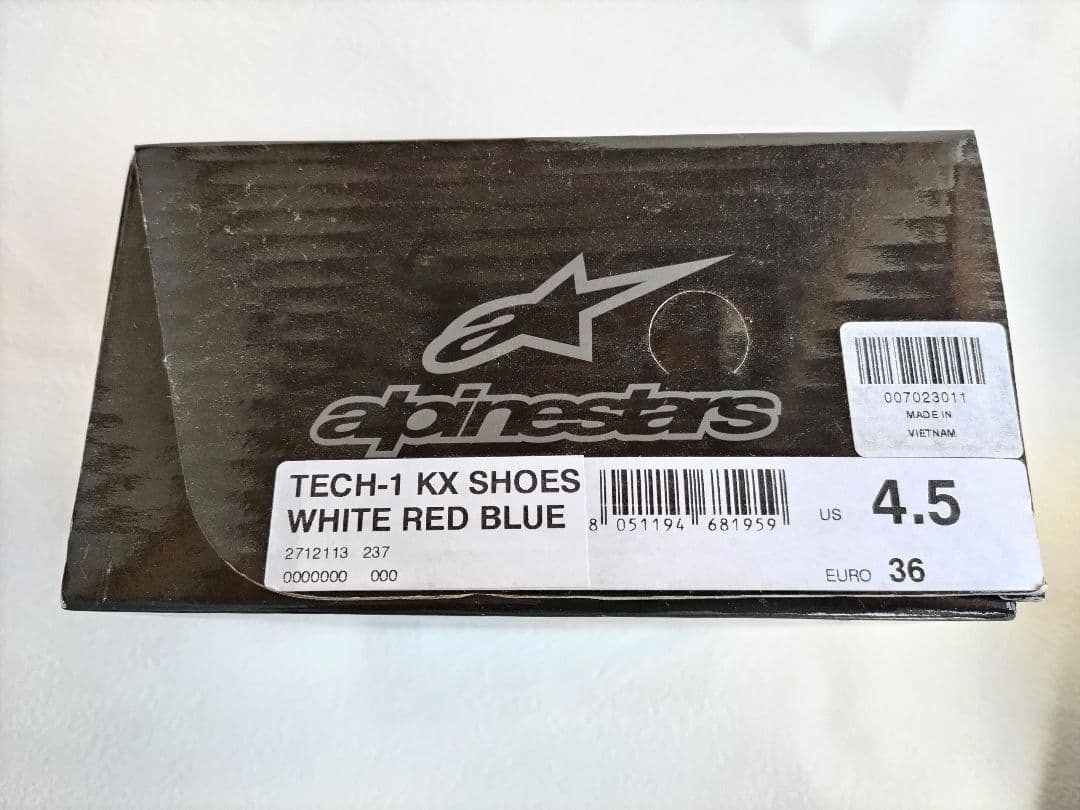 alpinestars
007023011
MADE IN
VIETNAM
TECH-1 KX SHOES
WHITE RED BLUE
2712113 237
0000000 000
8 051194 681959
US 4.5
EURO 36